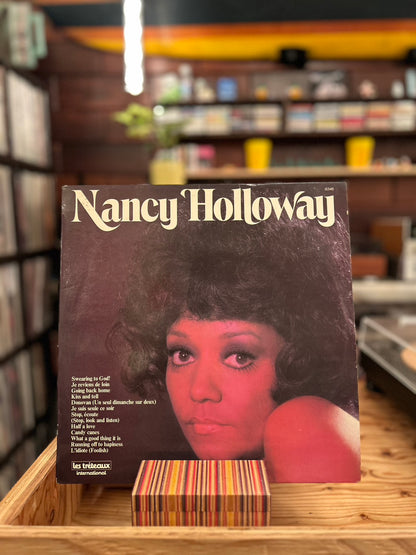 Nancy Holloway
Swearing to God!
Je reviens de loin
Going back home
Kiss and tell
Donovan (Un seul dimanche sur deux)
Je suis seule ce soir
Stop, écoute
(Stop, look and listen)
Half a love
Candy canes
What a good thing it is
Running off to hapiness
L'idiote (Foolish)
les tréteaux
international